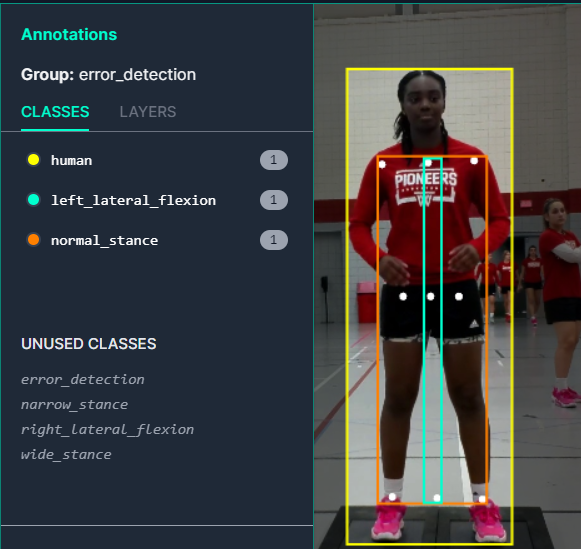 Annotations
Group: error_detection
CLASSES LAYERS
human 1
left_lateral_flexion 1
normal_stance 1
UNUSED CLASSES
error_detection
narrow_stance
right_lateral_flexion
wide_stance
PIONEERS
W